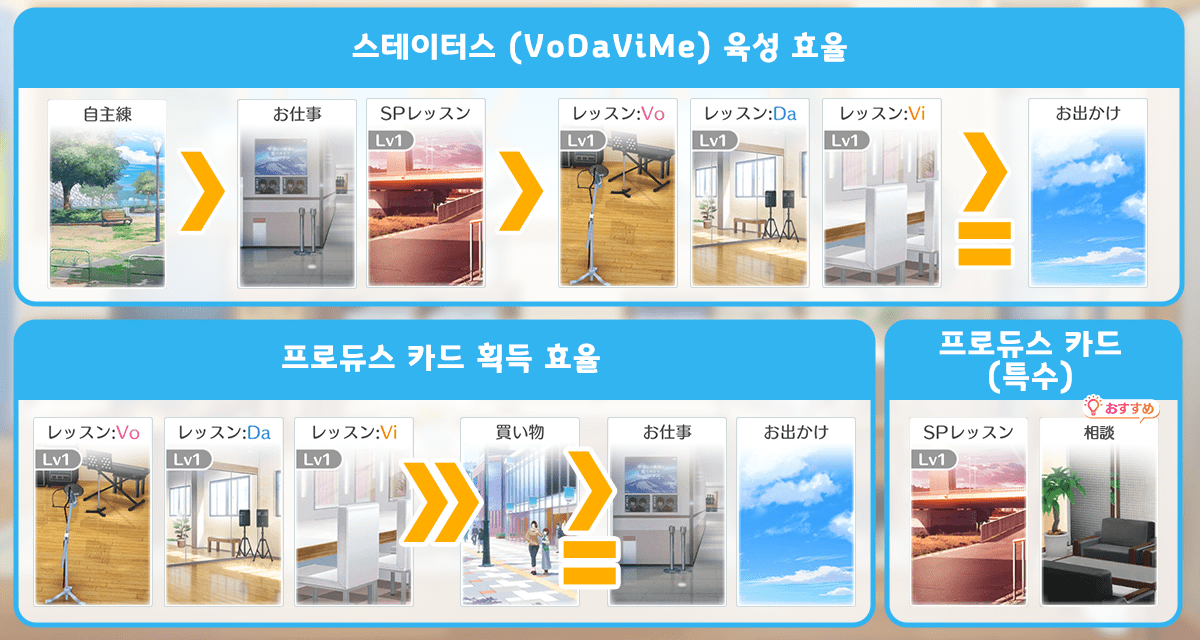 스테이터스 (VoDaViMe) 육성 효율
自主練
お仕事
SPレッスン
Lv1
レッスン:Vo
Lv1
レッスン:Da
Lv1
レッスン:Vi
Lv1
お出かけ
프로듀스 카드 획득 효율
レッスン:Vo
Lv1
レッスン:Da
Lv1
レッスン:Vi
Lv1
買い物
お仕事
お出かけ
프로듀스 카드
(특수)
SPレッスン
Lv1
おすすめ
相談